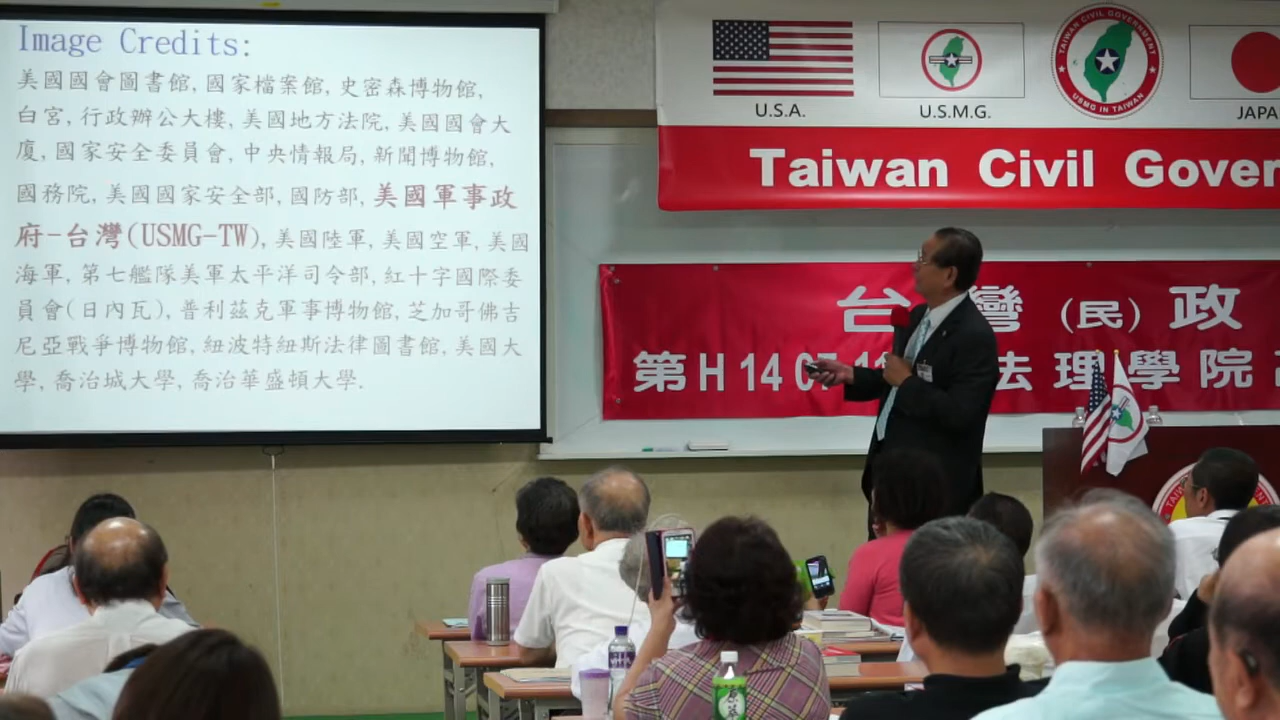 Image Credits:
美國國會圖書館, 國家檔案館, 史密森博物館,
白宮, 行政辦公大樓, 美國地方法院, 美國國會大
廈, 國家安全委員會, 中央情報局, 新聞博物館,
國務院, 美國國家安全部, 國防部, 美國軍事政
府-台灣(USMG-TW), 美國陸軍, 美國空軍, 美國
海軍, 第七艦隊美軍太平洋司令部, 紅十字國際委
員會(日內瓦), 普利茲克軍事博物館, 芝加哥佛吉
尼亞戰爭博物館, 紐波特紐斯法律圖書館, 美國大
學, 喬治城大學, 喬治華盛頓大學.
TAIWAN CIVIL GOVERNMENT
USMG IN TAIWAN
U.S.A.
U.S.M.G.
JAPA
Taiwan Civil Gover
台灣(民)政
第H 14 07 法理學院